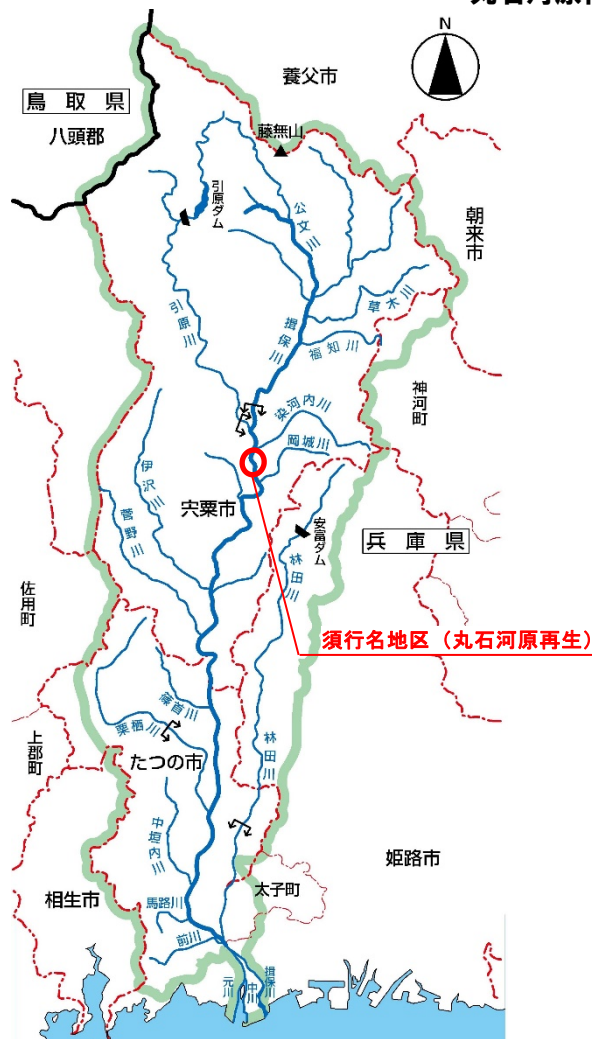 N
養父市
鳥取県
八頭郡
藤無山
朝来市
引原ダム
公文川
引原川
揖保川
草木川
福知川
神河町
染河内川
岡城川
伊沢川
菅野川
宍粟市
安富ダム
林田川
兵庫県
佐用町
須行名地区（丸石河原再生）
篠首川
栗栖川
上郡町
たつの市
林田川
中垣内川
姫路市
相生市
馬路川
太子町
前川
元川
中川
揖保川